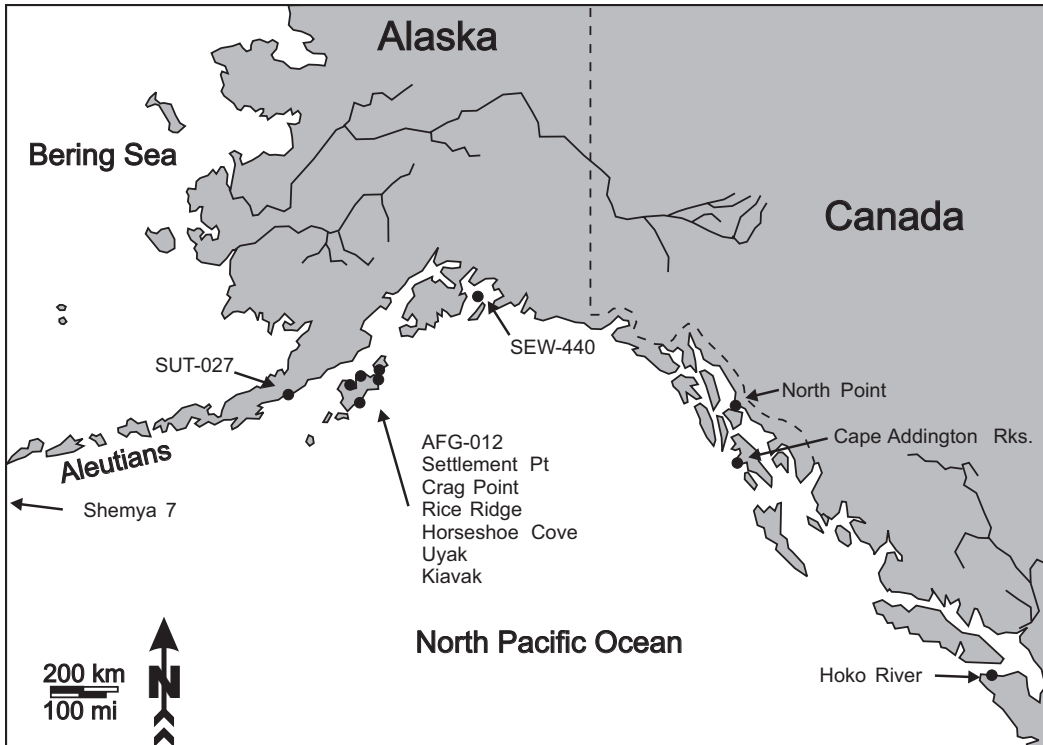 Alaska
Bering Sea
Canada
SEW-440
SUT-027
North Point
Cape Addington Rks.
Aleutians
AFG-012
Settlement Pt
Crag Point
Rice Ridge
Horseshoe Cove
Uyak
Kiavak
Shemya 7
North Pacific Ocean
200 km
100 mi
N
Hoko River